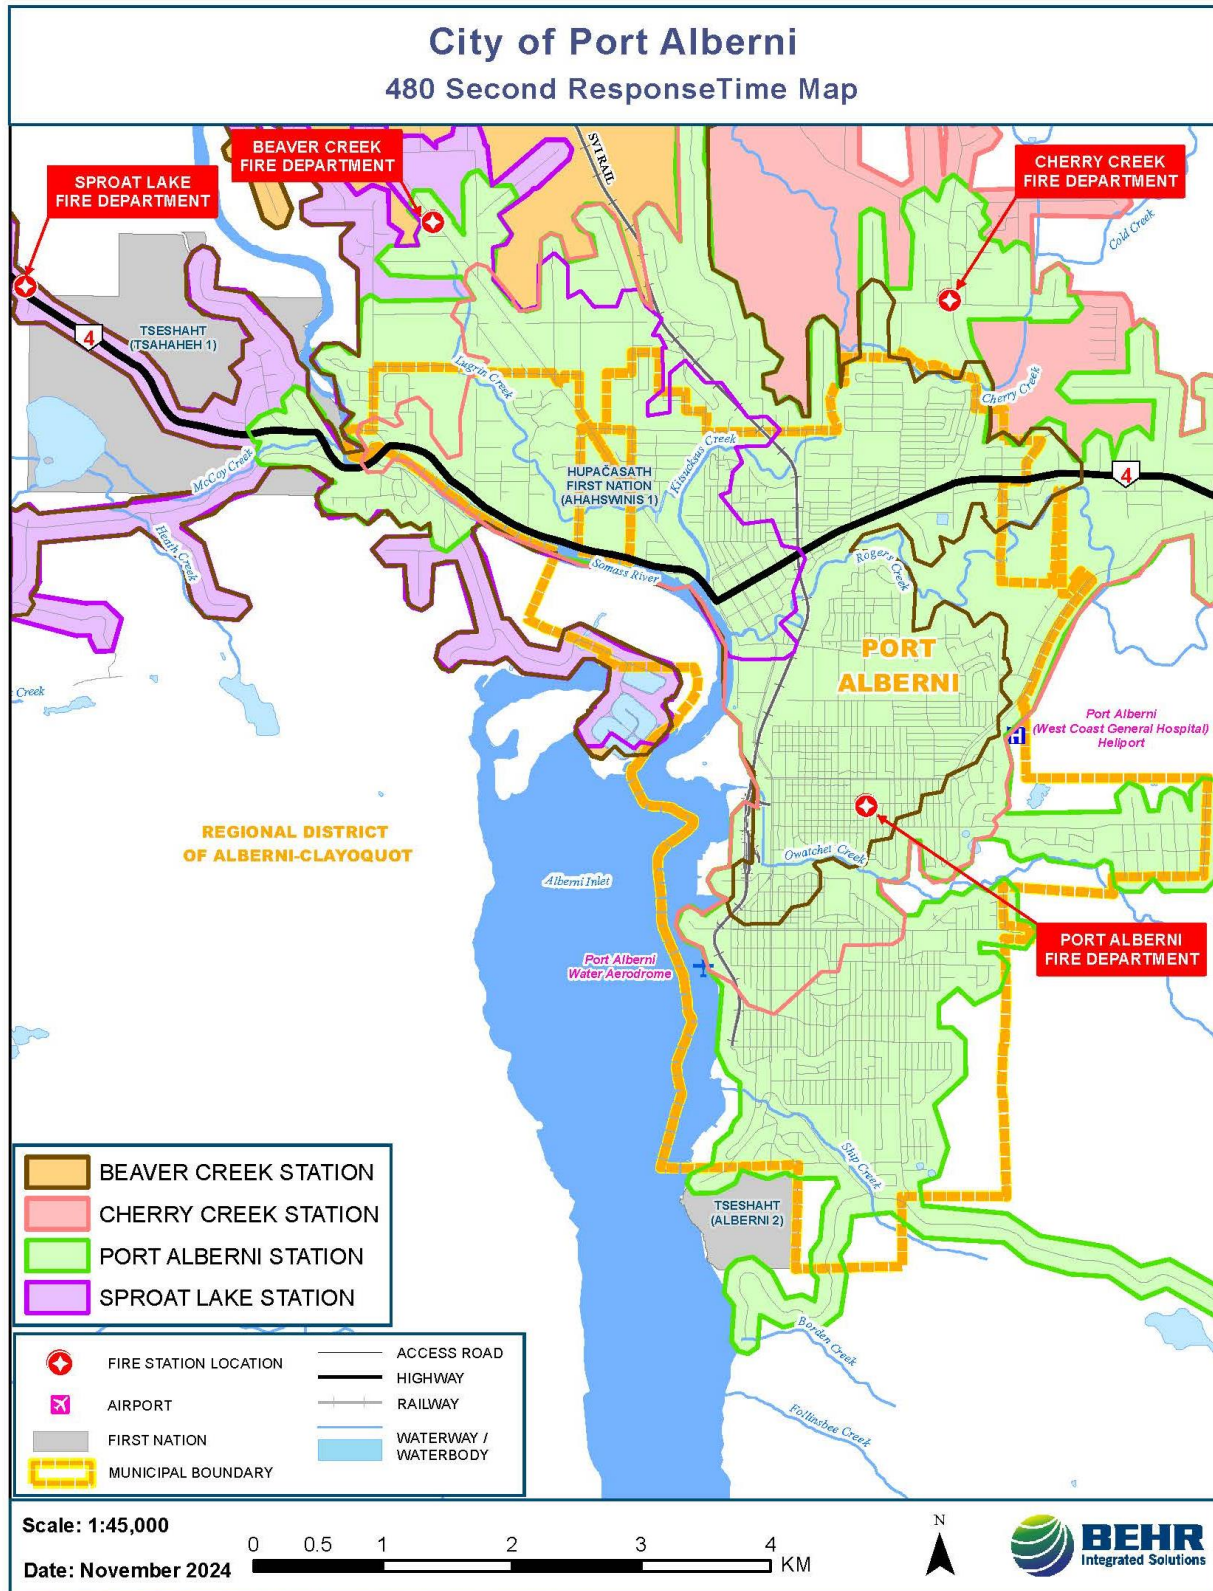 City of Port Alberni
480 Second ResponseTime Map
SVI RAIL
BEAVER CREEK
FIRE DEPARTMENT
CHERRY CREEK
FIRE DEPARTMENT
SPROAT LAKE
FIRE DEPARTMENT
Cold Creek
4
TSESHAHT
(TSAHAHEH 1)
Lugrin Creek
Cherry Creek
McCoy Creek
Kitsuksus Creek
HUPAČASATH
FIRST NATION
(AHAHSWINIS 1)
4
Heath Creek
Somass River
Rogers Creek
PORT
ALBERNI
Creek
Port Alberni
(West Coast General Hospital)
Heliport
H
REGIONAL DISTRICT
OF ALBERNI-CLAYOQUOT
Owatchet Creek
Alberni Inlet
PORT ALBERNI
FIRE DEPARTMENT
Port Alberni
Water Aerodrome
Ship Creek
TSESHAHT
(ALBERNI 2)
BEAVER CREEK STATION
CHERRY CREEK STATION
PORT ALBERNI STATION
SPROAT LAKE STATION
Borden Creek
Follinsbee Creek
FIRE STATION LOCATION
AIRPORT
FIRST NATION
MUNICIPAL BOUNDARY
ACCESS ROAD
HIGHWAY
RAILWAY
WATERWAY /
WATERBODY
Scale: 1:45,000
Date: November 2024
0 0.5 1 2 3 4
KM
N
BEHR
Integrated Solutions